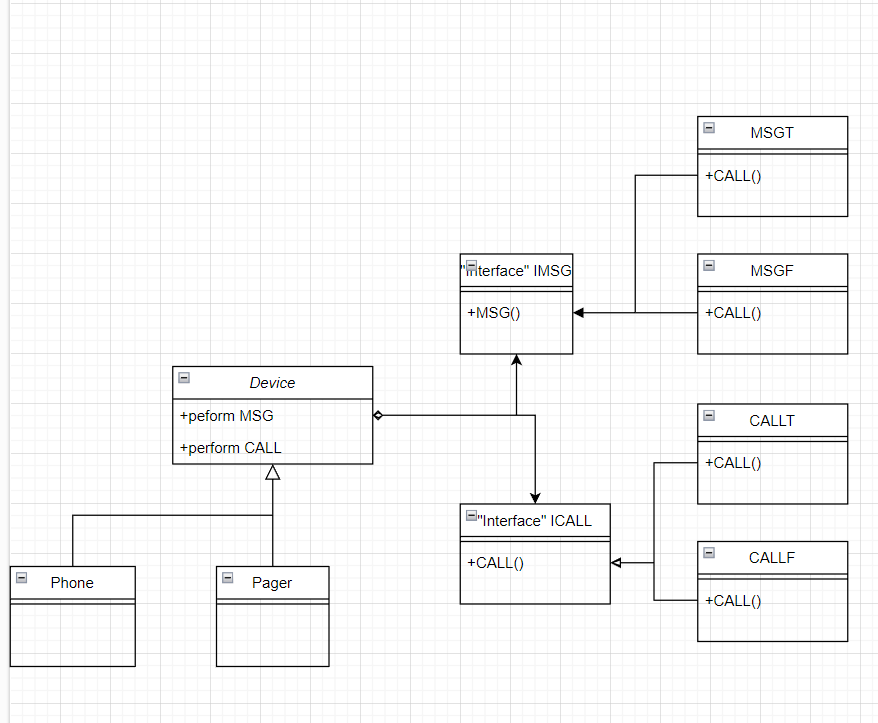 MSGT
+CALL()
"Interface" IMSG
+MSG()
MSGF
+CALL()
Device
+peform MSG
+perform CALL
CALLT
+CALL()
"Interface" ICALL
+CALL()
CALLF
+CALL()
Phone
Pager